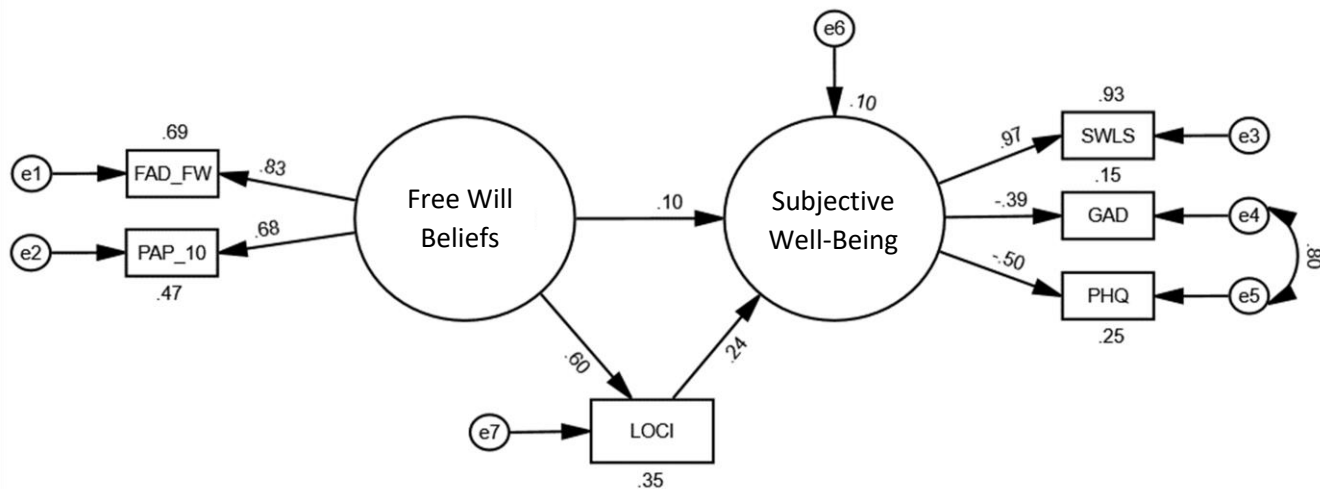 e6
.10
.93
SWLS
e3
.97
.69
FAD_FW
e1
.83
.15
GAD
e4
-.39
Free Will
Beliefs
.10
Subjective
Well-Being
e2
PAP_10
.68
.47
.80
-.50
PHQ
e5
.25
.60
.24
e7
LOCI
.35